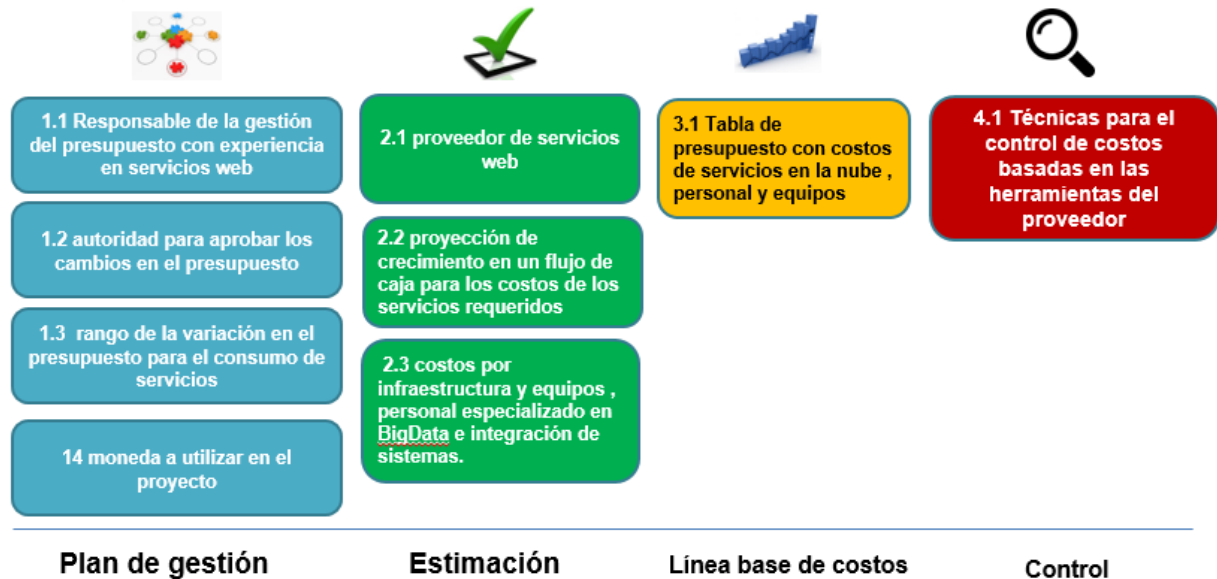 1.1 Responsable de la gestión
del presupuesto con experiencia
en servicios web
1.2 autoridad para aprobar los
cambios en el presupuesto
1.3 rango de la variación en el
presupuesto para el consumo de
servicios
14 moneda a utilizar en el
proyecto
2.1 proveedor de servicios
web
2.2 proyección de
crecimiento en un flujo de
caja para los costos de los
servicios requeridos
2.3 costos por
infraestructura y equipos ,
personal especializado en
BigData e integración de
sistemas.
3.1 Tabla de
presupuesto con costos
de servicios en la nube ,
personal y equipos
4.1 Técnicas para el
control de costos
basadas en las
herramientas del
proveedor
Plan de gestión
Estimación
Línea base de costos
Control